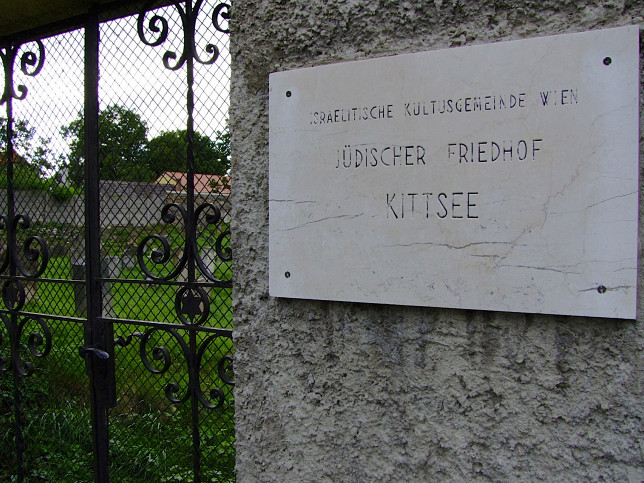 ISRAELITISCHE KULTUSGEMEINDE WIEN
JÜDISCHER FRIEDHOF
KITTSEE